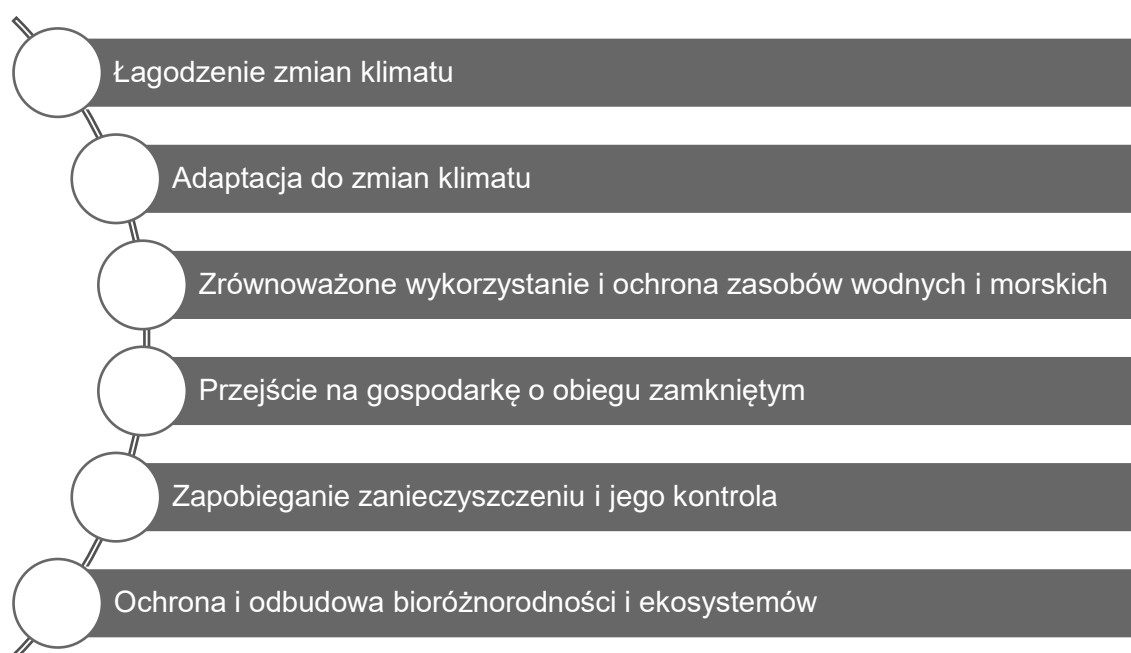 Łagodzenie zmian klimatu
Adaptacja do zmian klimatu
Zrównoważone wykorzystanie i ochrona zasobów wodnych i morskich
Przejście na gospodarkę o obiegu zamkniętym
Zapobieganie zanieczyszczeniu i jego kontrola
Ochrona i odbudowa bioróżnorodności i ekosystemów